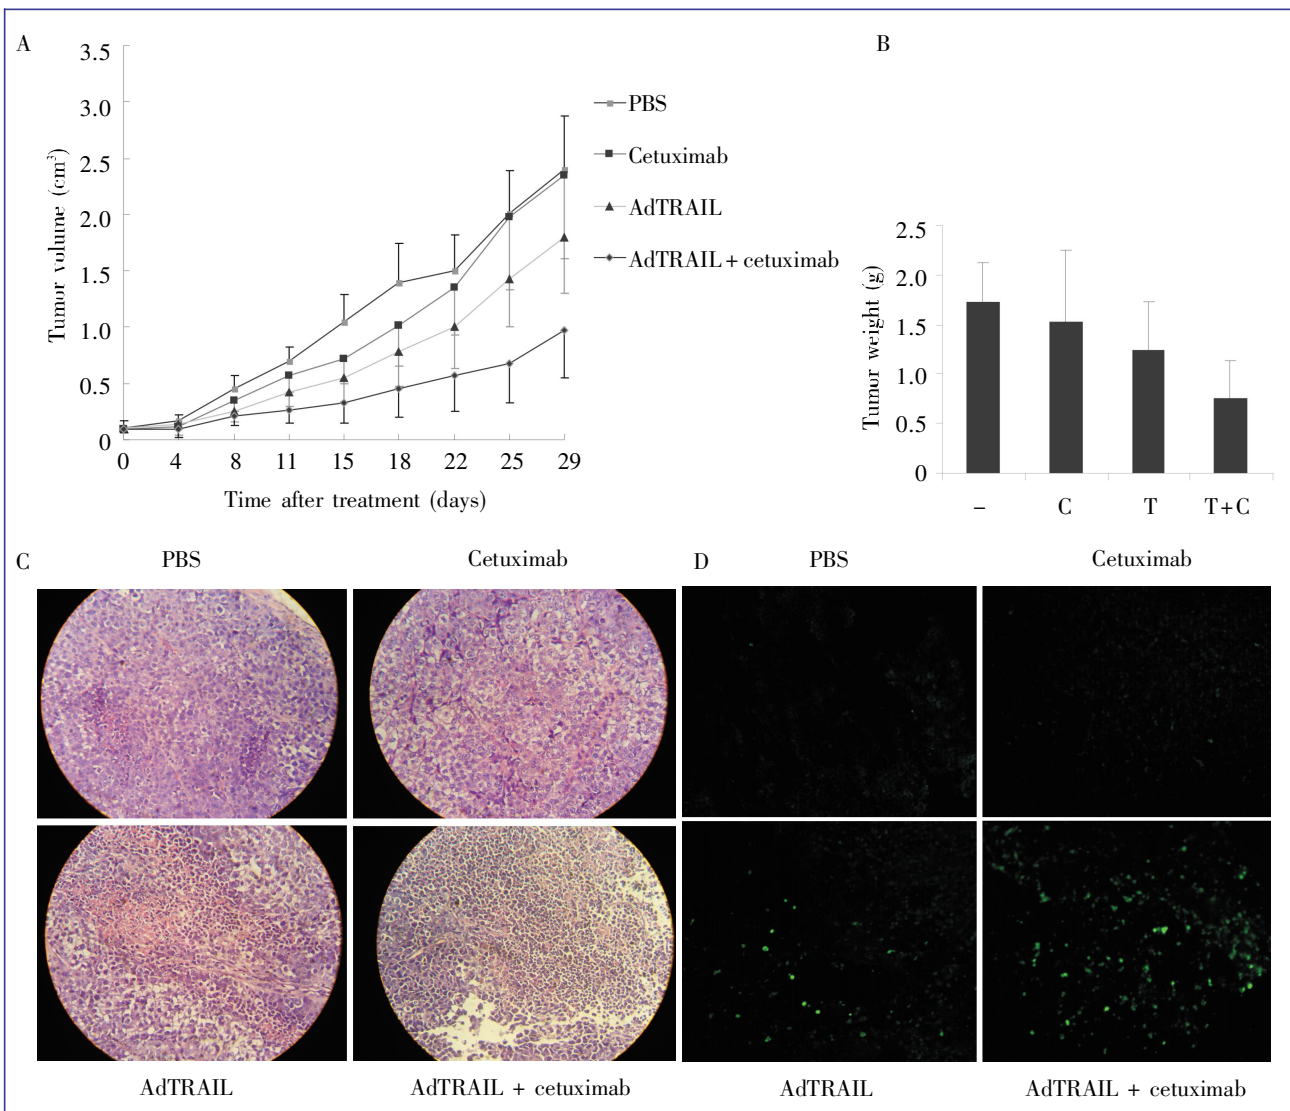 A
3.5
3.0
2.5
2.0
1.5
1.0
0.5
0
Tumor volume (cm³)
0 4 8 11 15 18 22 25 29
Time after treatment (days)
PBS
Cetuximab
AdTRAIL
AdTRAIL + cetuximab
B
2.5
2.0
1.5
1.0
0.5
0
Tumor weight (g)
– C T T+C
C
PBS Cetuximab
AdTRAIL AdTRAIL + cetuximab
D
PBS Cetuximab
AdTRAIL AdTRAIL + cetuximab